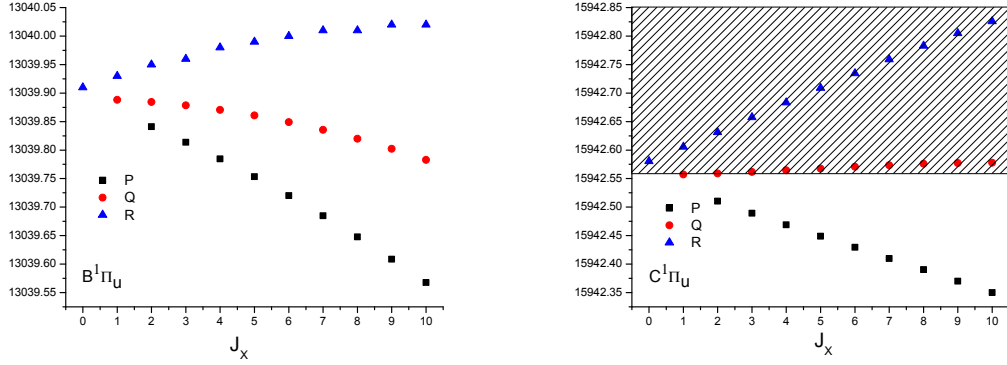 13040.05
13040.00
13039.95
13039.90
13039.85
13039.80
13039.75
13039.70
13039.65
13039.60
13039.55
P
Q
R
B¹Πu
0 1 2 3 4 5 6 7 8 9 10
JX
15942.85
15942.80
15942.75
15942.70
15942.65
15942.60
15942.55
15942.50
15942.45
15942.40
15942.35
P
Q
R
C¹Πu
0 1 2 3 4 5 6 7 8 9 10
JX